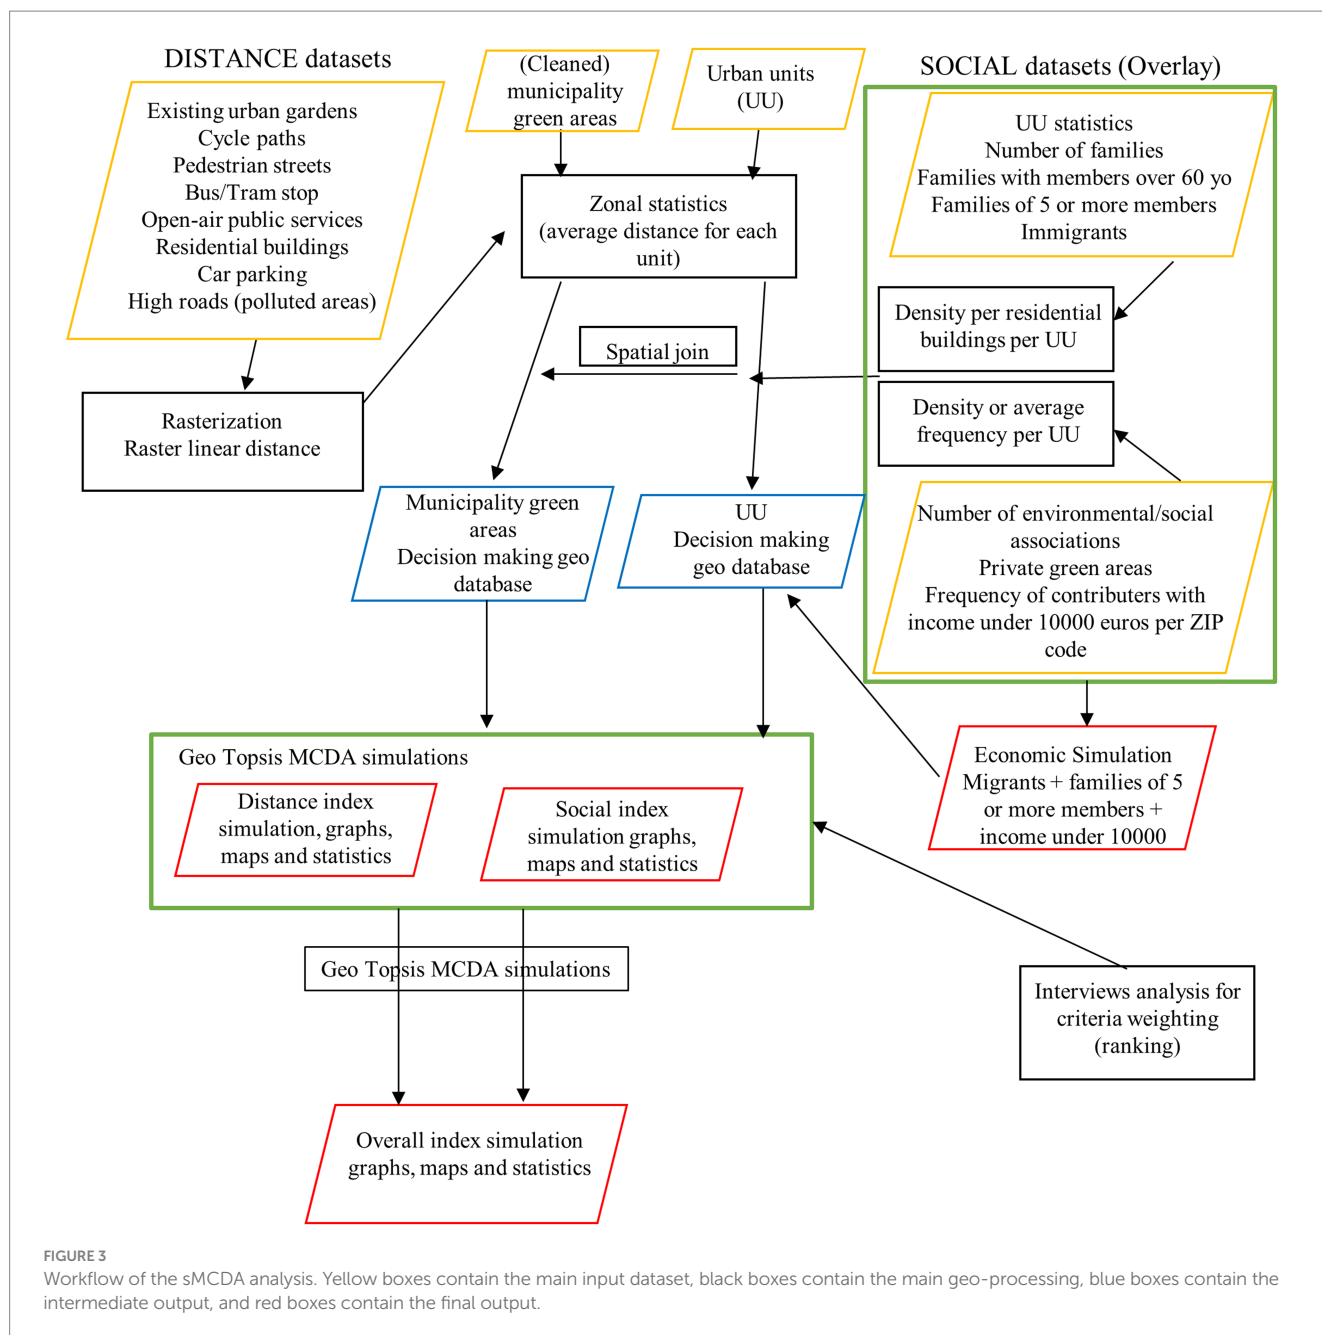 DISTANCE datasets
Existing urban gardens
Cycle paths
Pedestrian streets
Bus/Tram stop
Open-air public services
Residential buildings
Car parking
High roads (polluted areas)
(Cleaned)
municipality
green areas
Urban units
(UU)
SOCIAL datasets (Overlay)
UU statistics
Number of families
Families with members over 60 yo
Families of 5 or more members
Immigrants
Zonal statistics
(average distance for each
unit)
Density per residential
buildings per UU
Spatial join
Rasterization
Raster linear distance
Density or average
frequency per UU
Municipality green
areas
Decision making geo
database
UU
Decision making
geo database
Number of environmental/social
associations
Private green areas
Frequency of contributers with
income under 10000 euros per ZIP
code
Geo Topsis MCDA simulations
Distance index
simulation, graphs,
maps and statistics
Social index
simulation graphs,
maps and statistics
Economic Simulation
Migrants + families of 5
or more members +
income under 10000
Geo Topsis MCDA simulations
Interviews analysis for
criteria weighting
(ranking)
Overall index simulation
graphs, maps and statistics
FIGURE 3
Workflow of the sMCDA analysis. Yellow boxes contain the main input dataset, black boxes contain the main geo-processing, blue boxes contain the
intermediate output, and red boxes contain the final output.